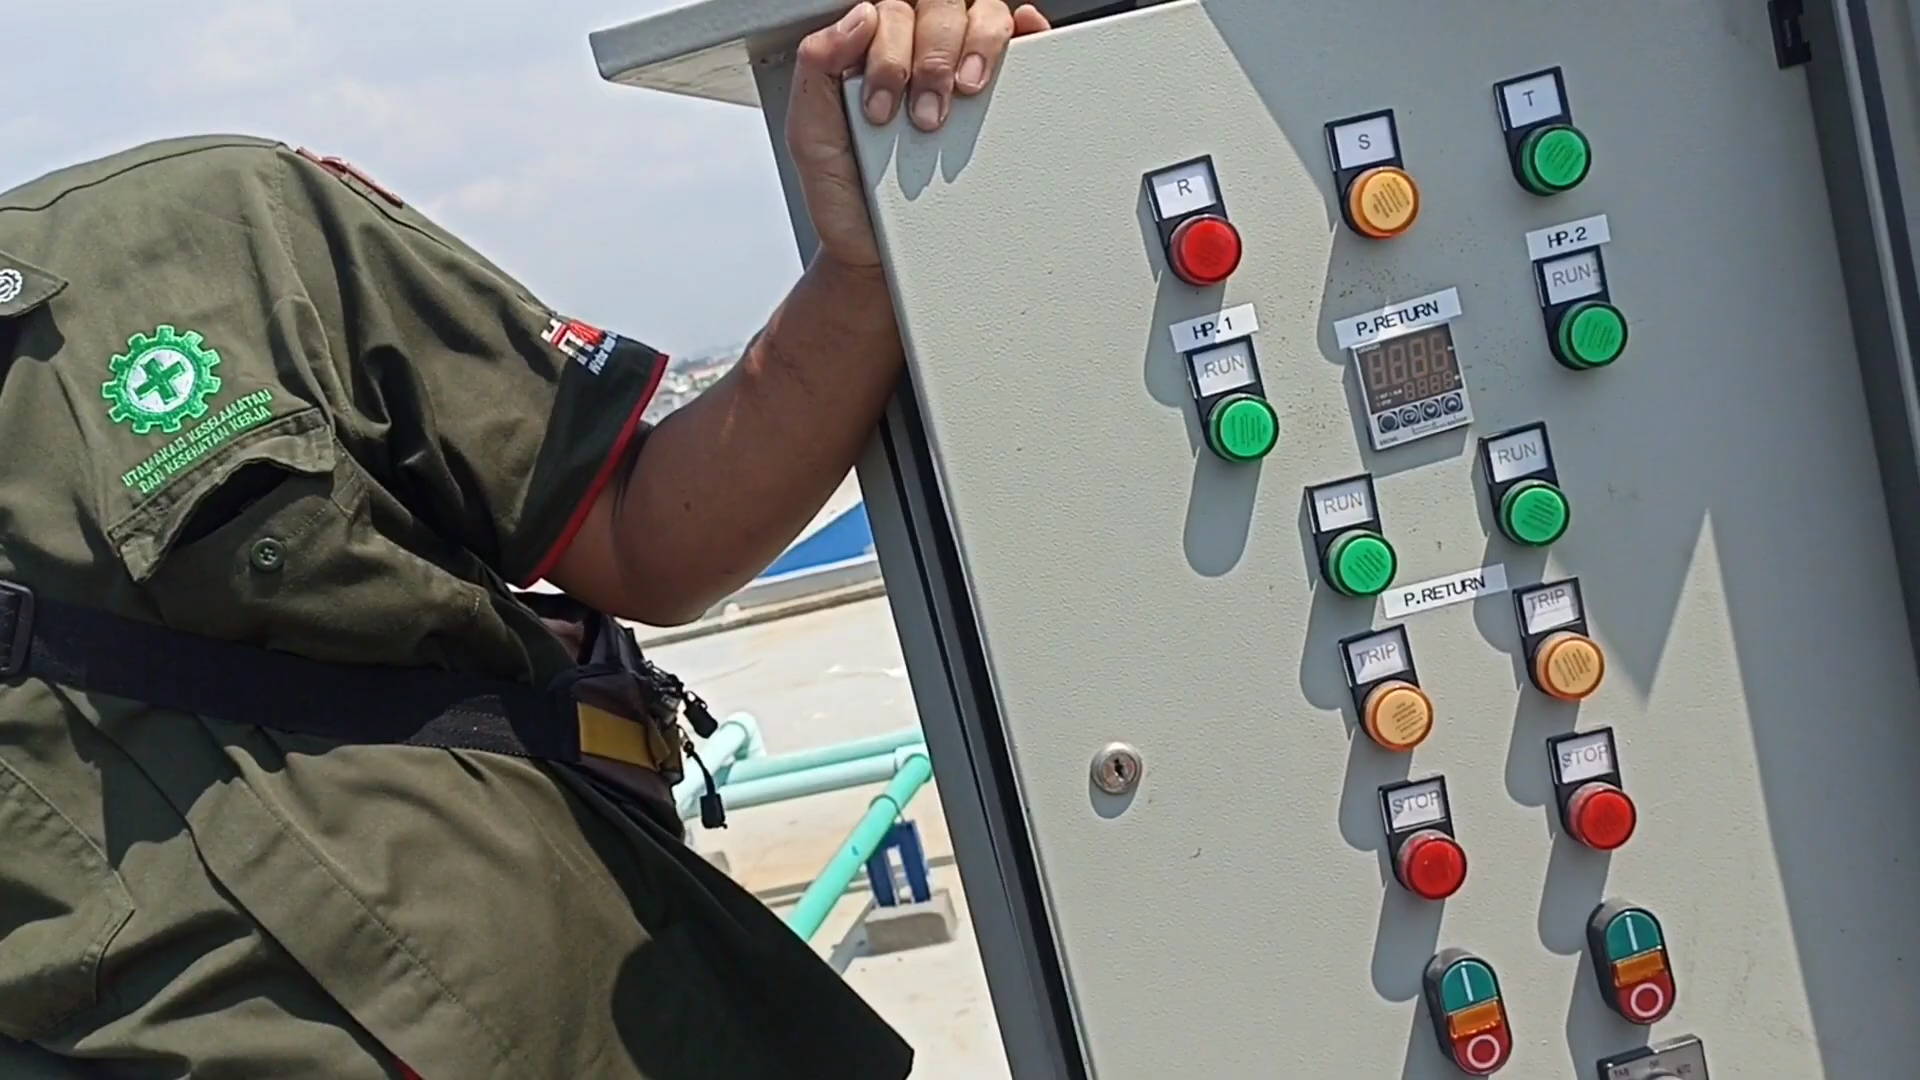 T
S
R
HP.2
RUN
P.RETURN
HP.1
RUN
RUN
RUN
P.RETURN
TRIP
TRIP
STOP
STOP
UTAMAKAN KESELAMATAN
DAN KESEHATAN KERJA